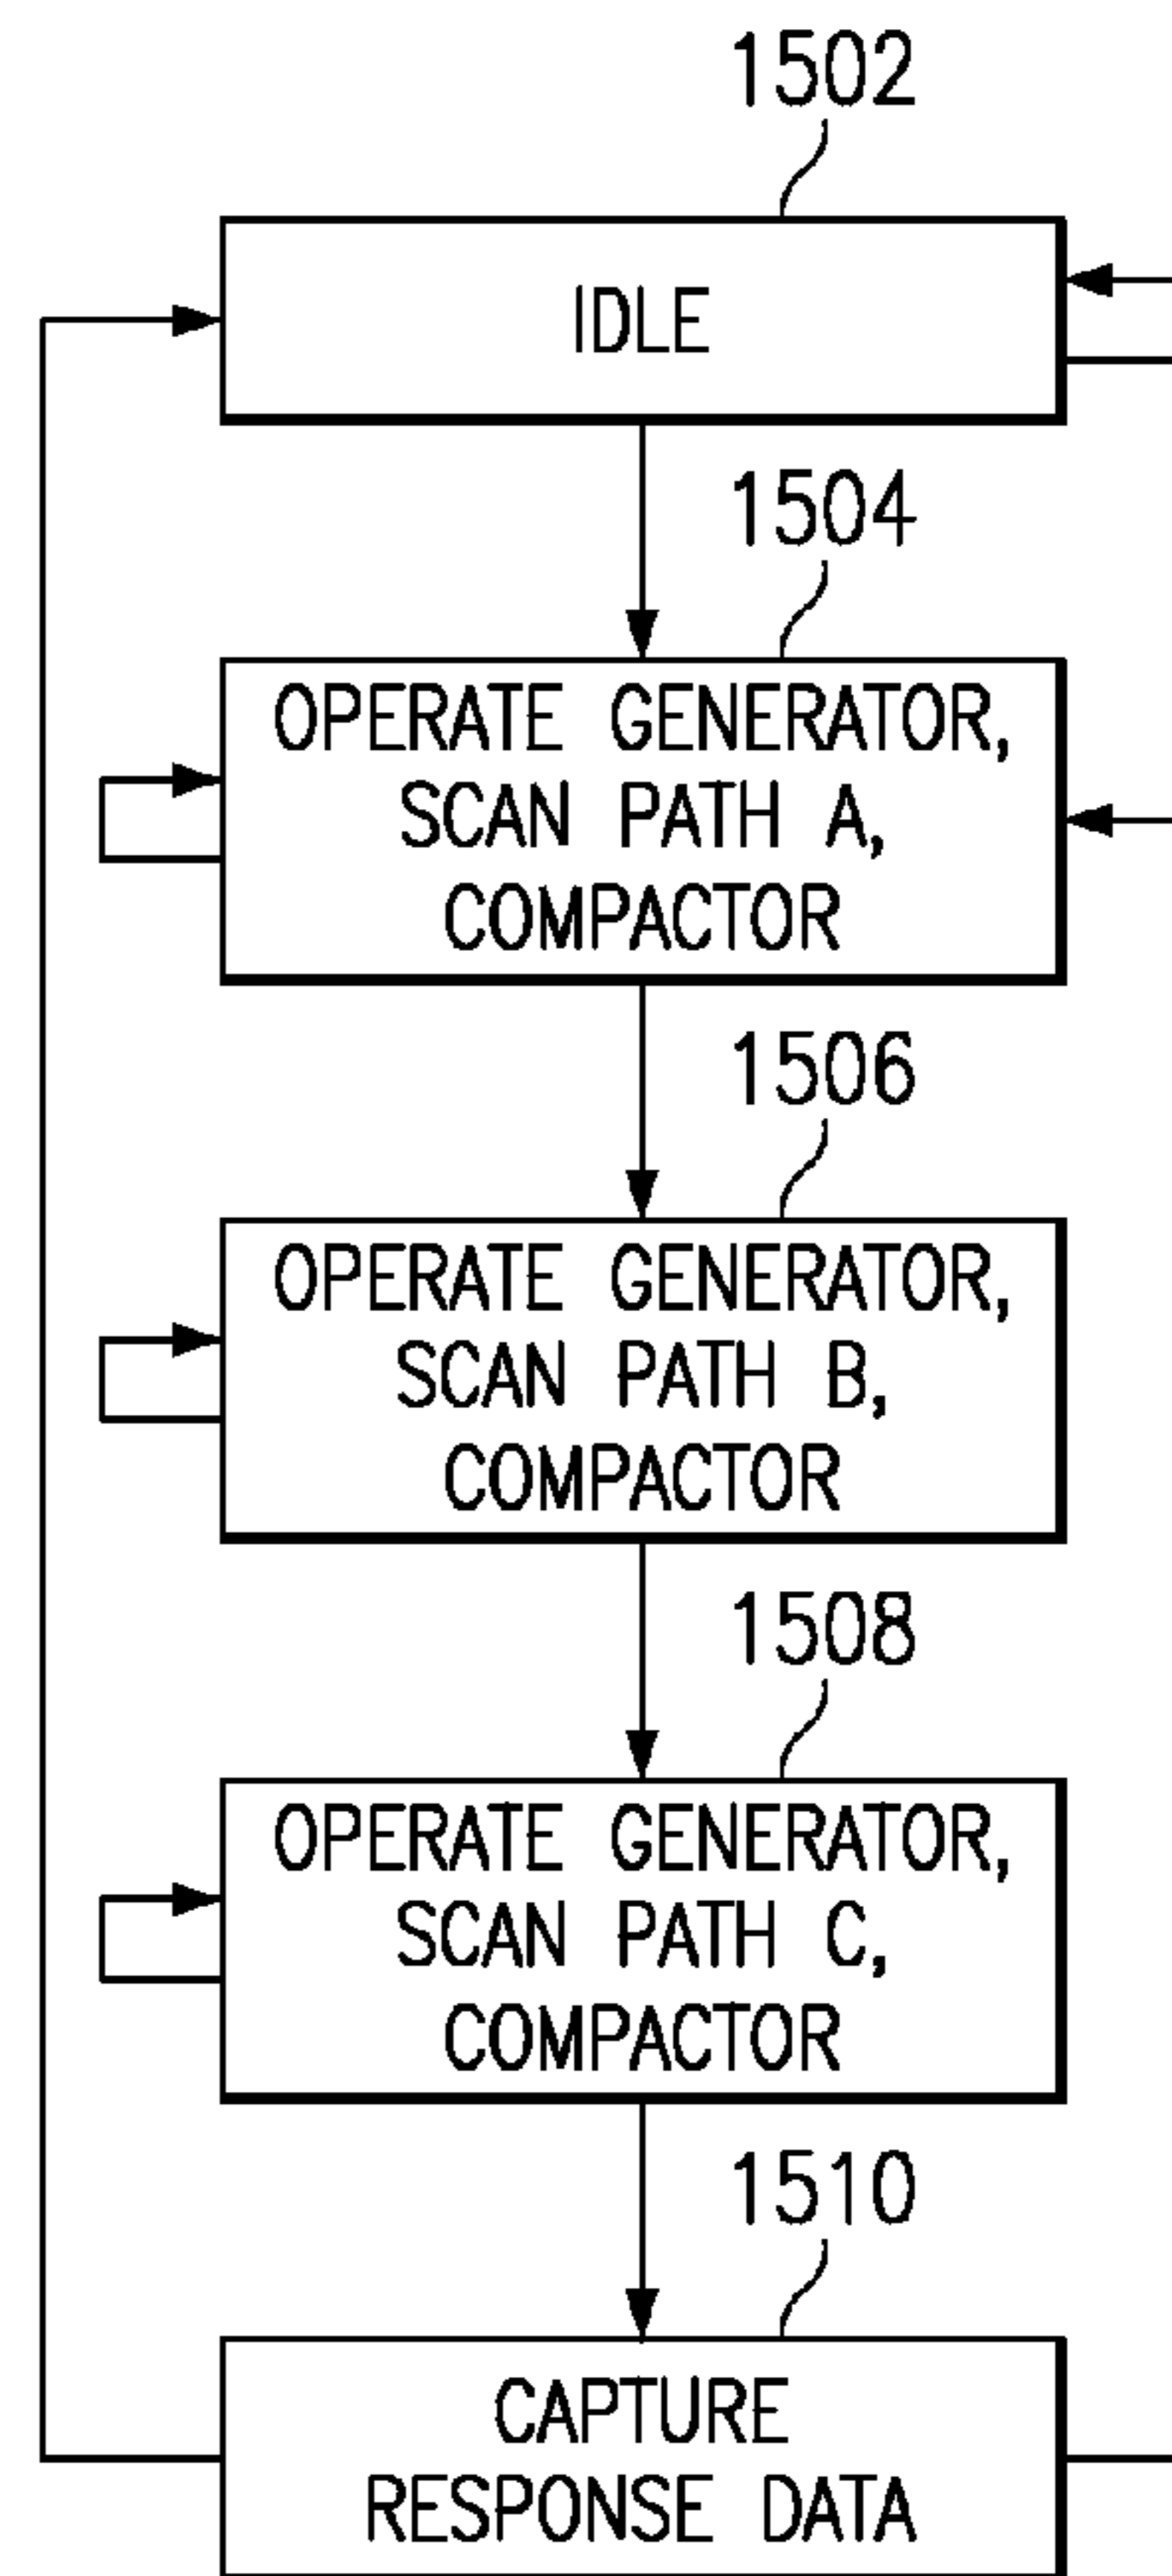 1502
IDLE
1504
OPERATE GENERATOR,
SCAN PATH A,
COMPACTOR
1506
OPERATE GENERATOR,
SCAN PATH B,
COMPACTOR
1508
OPERATE GENERATOR,
SCAN PATH C,
COMPACTOR
1510
CAPTURE
RESPONSE DATA